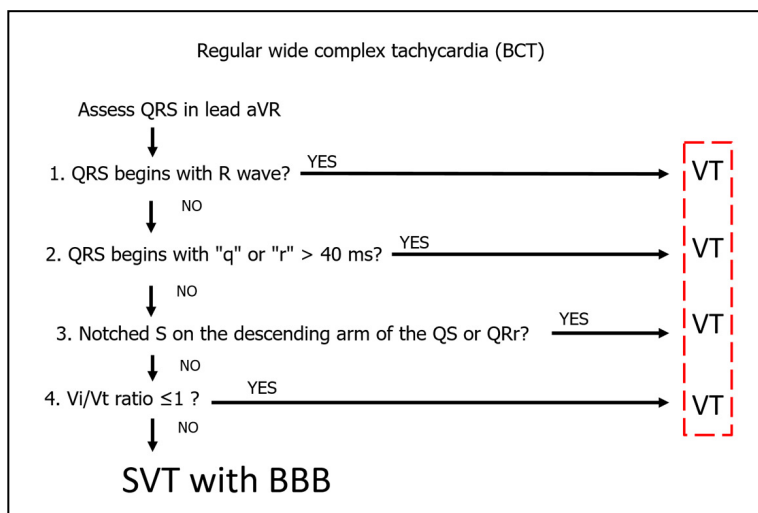 Regular wide complex tachycardia (BCT)
Assess QRS in lead aVR
1. QRS begins with R wave?
YES
VT
NO
2. QRS begins with "q" or "r" > 40 ms?
YES
VT
NO
3. Notched S on the descending arm of the QS or QRr?
YES
VT
NO
4. Vi/Vt ratio ≤1 ?
YES
VT
NO
SVT with BBB